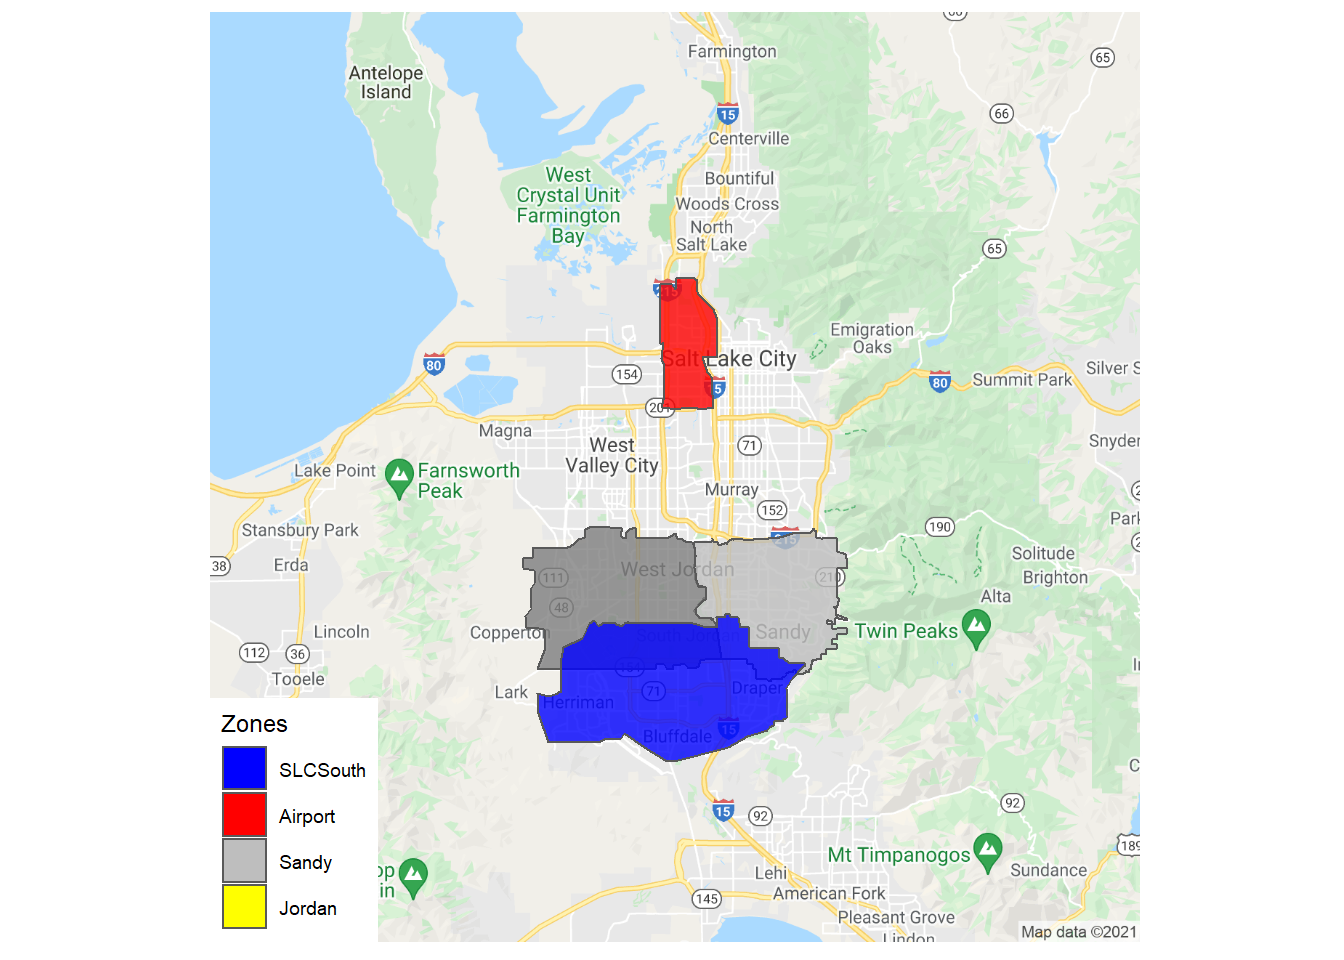 66
Farmington
65
Antelope
Island
15
66
Centerville
West
Crystal Unit
Farmington
Bay
Bountiful
Woods Cross
North
Salt Lake
65
215
Emigration
Oaks
Salt Lake City
80
154
15
80
Summit Park
Silver S
201
Magna
West
Valley City
71
Snyder
Lake Point
Farnsworth
Peak
Murray
152
Stansbury Park
190
Park
215
38
Erda
Solitude
Brighton
West Jordan
111
210
48
Alta
Lincoln
Copperton
South Jordan
Sandy
Twin Peaks
112
36
154
Tooele
Lark
71
Draper
Herriman
15
Bluffdale
Zones
SLCSouth
Airport
Sandy
Jordan
15
92
92
189
Mt Timpanogos
Sundance
op
in
Lehi
American Fork
145
Pleasant Grove
Lindon
Map data ©2021